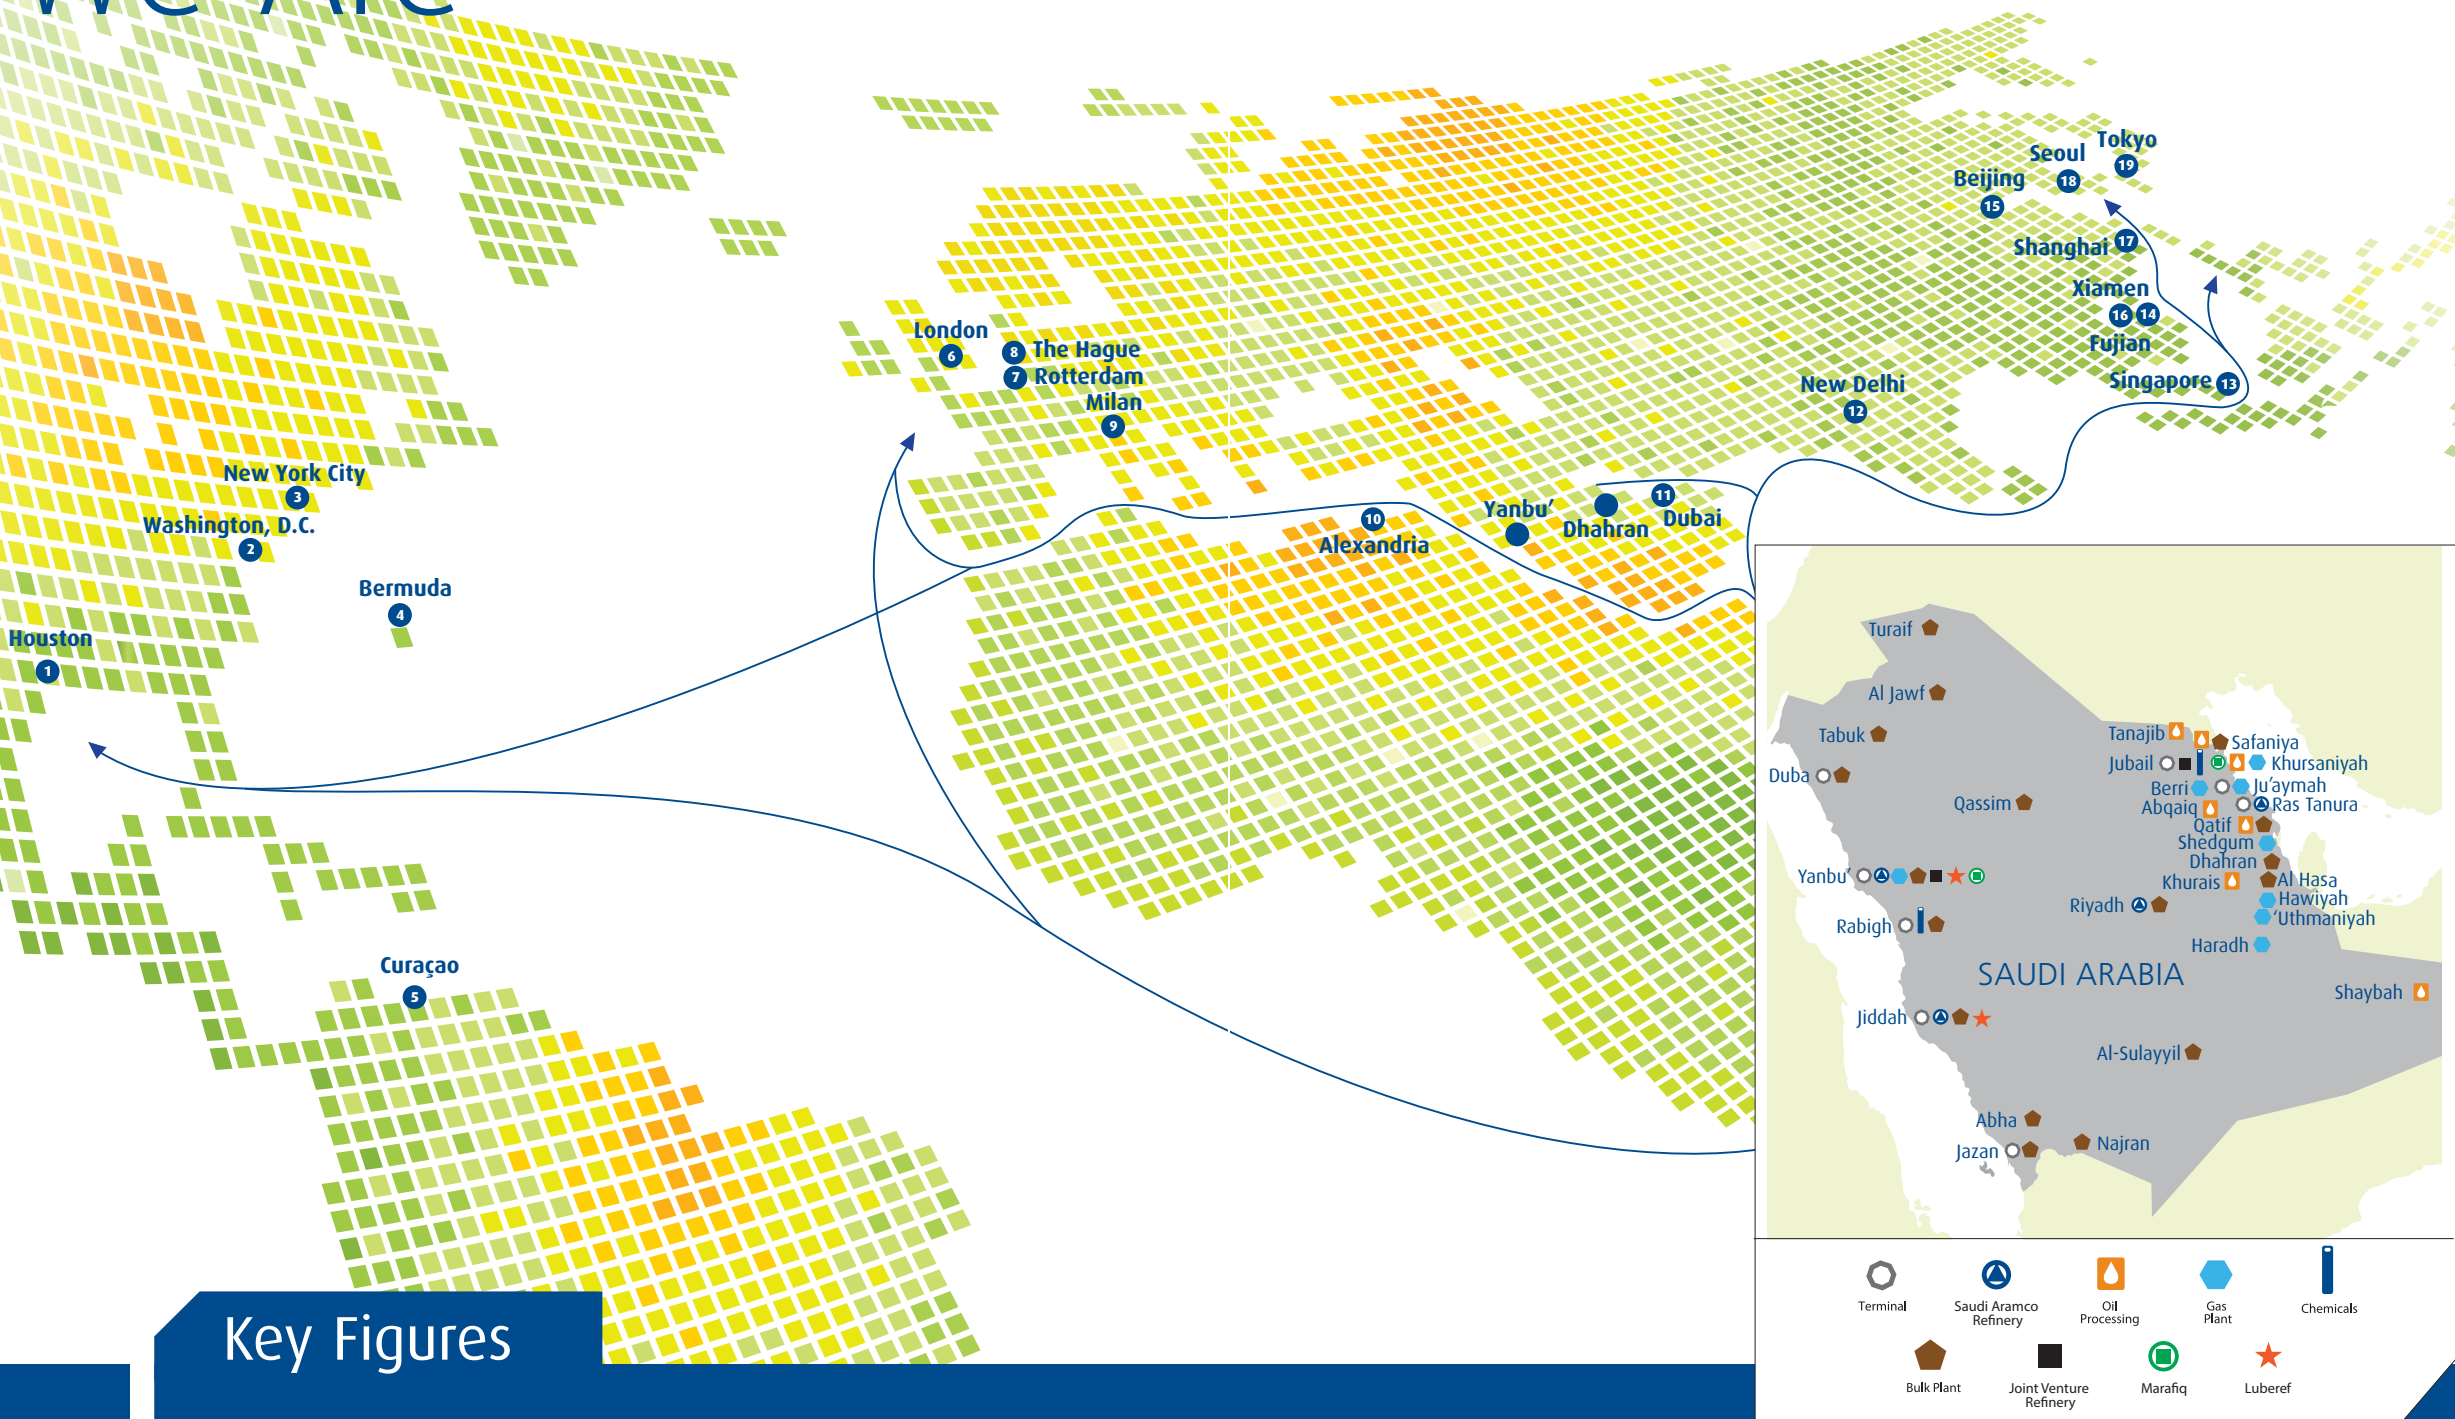 We Are
Tokyo
19
Seoul
18
Beijing
15
Shanghai 17
Xiamen
16 14
Fujian
Singapore 13
London
6
8 The Hague
7 Rotterdam
Milan
9
New Delhi
12
New York City
3
Washington, D.C.
2
Yanbu’
Dhahran
11
Dubai
10
Alexandria
Bermuda
4
Houston
1
Curaçao
5
Turaif
Al Jawf
Tabuk
Duba
Qassim
Tanajib
Safaniya
Jubail
Khursaniyah
Berri
Ju’aymah
Abqaiq
Ras Tanura
Qatif
Shedgum
Dhahran
Khurais
Al Hasa
Hawiyah
‘Uthmaniyah
Haradh
Yanbu’
Riyadh
Rabigh
SAUDI ARABIA
Shaybah
Jiddah
Al-Sulayyil
Abha
Jazan
Najran
Terminal
Saudi Aramco
Refinery
Oil
Processing
Gas
Plant
Chemicals
Bulk Plant
Joint Venture
Refinery
Marafiq
Luberef
Key Figures